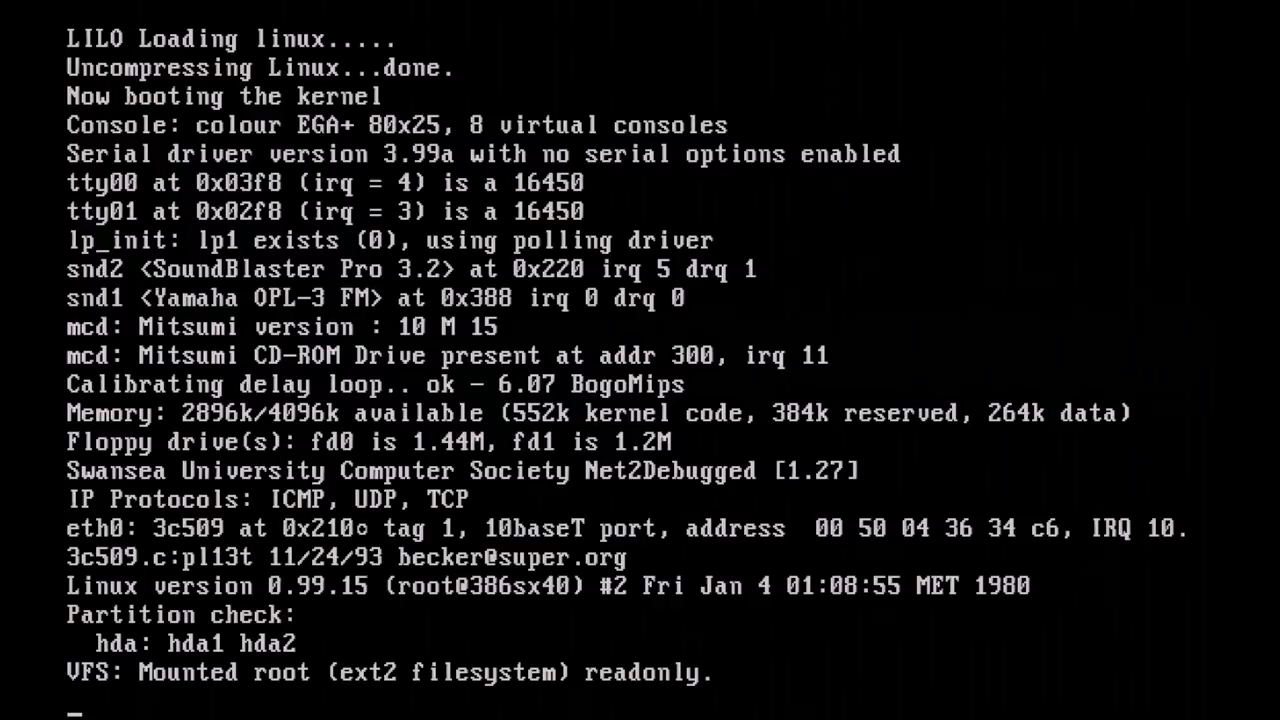 LILO Loading linux.....
Uncompressing Linux...done.
Now booting the kernel
Console: colour EGA+ 80x25, 8 virtual consoles
Serial driver version 3.99a with no serial options enabled
tty00 at 0x03f8 (irq = 4) is a 16450
tty01 at 0x02f8 (irq = 3) is a 16450
lp_init: lp1 exists (0), using polling driver
snd2 <SoundBlaster Pro 3.2> at 0x220 irq 5 drq 1
snd1 <Yamaha OPL-3 FM> at 0x388 irq 0 drq 0
mcd: Mitsumi version : 10 M 15
mcd: Mitsumi CD-ROM Drive present at addr 300, irq 11
Calibrating delay loop.. ok - 6.07 BogoMips
Memory: 2896k/4096k available (552k kernel code, 384k reserved, 264k data)
Floppy drive(s): fd0 is 1.44M, fd1 is 1.2M
Swansea University Computer Society Net2Debugged [1.27]
IP Protocols: ICMP, UDP, TCP
eth0: 3c509 at 0x210○ tag 1, 10baseT port, address  00 50 04 36 34 c6, IRQ 10.
3c509.c:pl13t 11/24/93 becker@super.org
Linux version 0.99.15 (root@386sx40) #2 Fri Jan 4 01:08:55 MET 1980
Partition check:
  hda: hda1 hda2
VFS: Mounted root (ext2 filesystem) readonly.
_